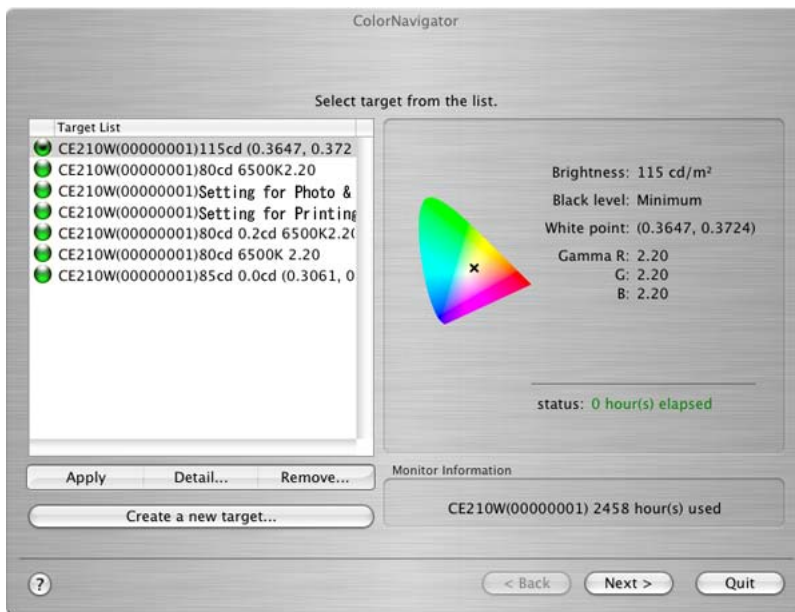 ColorNavigator
Select target from the list.
Target List
CE210W(00000001)115cd (0.3647, 0.372
CE210W(00000001)80cd 6500K2.20
CE210W(00000001)Setting for Photo &
CE210W(00000001)Setting for Printing
CE210W(00000001)80cd 0.2cd 6500K2.20
CE210W(00000001)80cd 6500K 2.20
CE210W(00000001)85cd 0.0cd (0.3061, 0
Apply Detail... Remove...
Create a new target...
Brightness: 115 cd/m²
Black level: Minimum
White point: (0.3647, 0.3724)
Gamma R: 2.20
G: 2.20
B: 2.20
status: 0 hour(s) elapsed
Monitor Information
CE210W(00000001) 2458 hour(s) used
? < Back Next > Quit